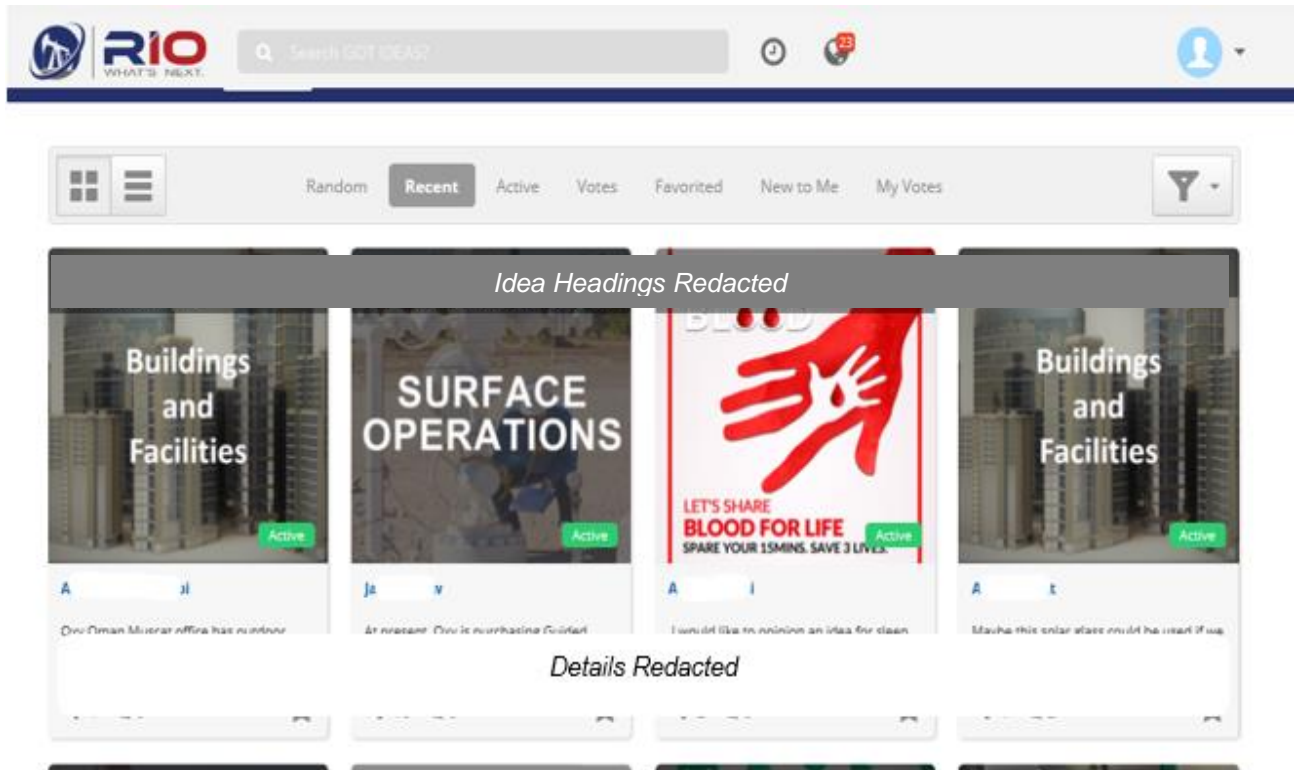 RIO
WHAT'S NEXT.
Search GOT IDEAS?
23
Random Recent Active Votes Favorited New to Me My Votes
Idea Headings Redacted
Buildings
and
Facilities
Active
SURFACE
OPERATIONS
Active
BLOOD
LET'S SHARE
BLOOD FOR LIFE
SPARE YOUR 15MINS. SAVE 3 LIVES.
Active
Buildings
and
Facilities
Active
A
Ja
A i
A t
Oxy Oman Muscat office has outdoor
At present, Oxy is purchasing Guided
I would like to opinion an idea for sleep
Maybe this solar glass could be used if we
Details Redacted